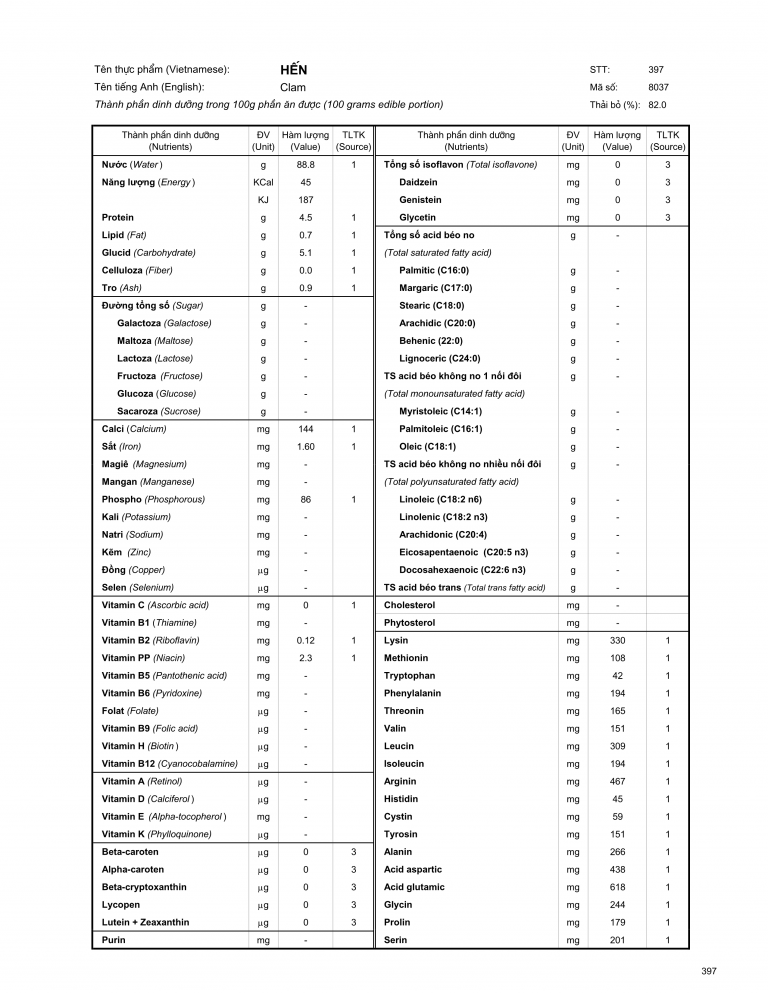 Tên thực phẩm (Vietnamese): HẾN STT: 397
Tên tiếng Anh (English): Clam Mã số: 8037
Thành phần dinh dưỡng trong 100g phần ăn được (100 grams edible portion) Thải bỏ (%): 82.0
Thành phần dinh dưỡng ĐV Hàm lượng TLTK Thành phần dinh dưỡng ĐV Hàm lượng TLTK
(Nutrients) (Unit) (Value) (Source) (Nutrients) (Unit) (Value) (Source)
Nước (Water) g 88.8 1 Tổng số isoflavon (Total isoflavone) mg 0 3
Năng lượng (Energy) KCal 45 Daidzein mg 0 3
KJ 187 Genistein mg 0 3
Protein g 4.5 1 Glycetin mg 0 3
Lipid (Fat) g 0.7 1 Tổng số acid béo no g -
Glucid (Carbohydrate) g 5.1 1 (Total saturated fatty acid)
Celluloza (Fiber) g 0.0 1 Palmitic (C16:0) g -
Tro (Ash) g 0.9 1 Margaric (C17:0) g -
Đường tổng số (Sugar) g - Stearic (C18:0) g -
Galactoza (Galactose) g - Arachidic (C20:0) g -
Maltoza (Maltose) g - Behenic (22:0) g -
Lactoza (Lactose) g - Lignoceric (C24:0) g -
Fructoza (Fructose) g - TS acid béo không no 1 nối đôi g -
Glucoza (Glucose) g - (Total monounsaturated fatty acid)
Sacaroza (Sucrose) g - Myristoleic (C14:1) g -
Calci (Calcium) mg 144 1 Palmitoleic (C16:1) g -
Sắt (Iron) mg 1.60 1 Oleic (C18:1) g -
Magiê (Magnesium) mg - TS acid béo không no nhiều nối đôi g -
Mangan (Manganese) mg - (Total polyunsaturated fatty acid)
Phospho (Phosphorous) mg 86 1 Linoleic (C18:2 n6) g -
Kali (Potassium) mg - Linolenic (C18:2 n3) g -
Natri (Sodium) mg - Arachidonic (C20:4) g -
Kẽm (Zinc) mg - Eicosapentaenoic (C20:5 n3) g -
Đồng (Copper) μg - Docosahexaenoic (C22:6 n3) g -
Selen (Selenium) μg - TS acid béo trans (Total trans fatty acid) g -
Vitamin C (Ascorbic acid) mg 0 1 Cholesterol mg -
Vitamin B1 (Thiamine) mg - Phytosterol mg -
Vitamin B2 (Riboflavin) mg 0.12 1 Lysin mg 330 1
Vitamin PP (Niacin) mg 2.3 1 Methionin mg 108 1
Vitamin B5 (Pantothenic acid) mg - Tryptophan mg 42 1
Vitamin B6 (Pyridoxine) mg - Phenylalanin mg 194 1
Folat (Folate) μg - Threonin mg 165 1
Vitamin B9 (Folic acid) μg - Valin mg 151 1
Vitamin H (Biotin) μg - Leucin mg 309 1
Vitamin B12 (Cyanocobalamine) μg - Isoleucin mg 194 1
Vitamin A (Retinol) μg - Arginin mg 467 1
Vitamin D (Calciferol) μg - Histidin mg 45 1
Vitamin E (Alpha-tocopherol) mg - Cystin mg 59 1
Vitamin K (Phylloquinone) μg - Tyrosin mg 151 1
Beta-caroten μg 0 3 Alanin mg 266 1
Alpha-caroten μg 0 3 Acid aspartic mg 438 1
Beta-cryptoxanthin μg 0 3 Acid glutamic mg 618 1
Lycopen μg 0 3 Glycin mg 244 1
Lutein + Zeaxanthin μg 0 3 Prolin mg 179 1
Purin mg - Serin mg 201 1
397